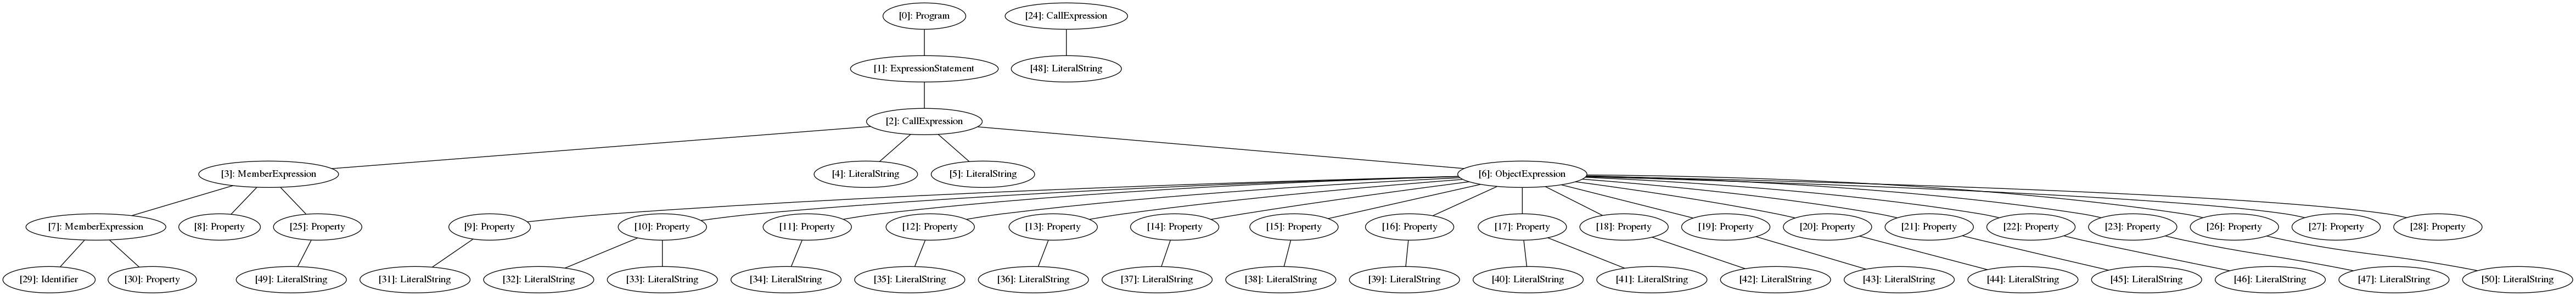 [0]: Program
[24]: CallExpression
[1]: ExpressionStatement
[48]: LiteralString
[2]: CallExpression
[3]: MemberExpression
[4]: LiteralString
[5]: LiteralString
[6]: ObjectExpression
[7]: MemberExpression
[8]: Property
[25]: Property
[9]: Property
[10]: Property
[11]: Property
[12]: Property
[13]: Property
[14]: Property
[15]: Property
[16]: Property
[17]: Property
[18]: Property
[19]: Property
[20]: Property
[21]: Property
[22]: Property
[23]: Property
[26]: Property
[27]: Property
[28]: Property
[29]: Identifier
[30]: Property
[49]: LiteralString
[31]: LiteralString
[32]: LiteralString
[33]: LiteralString
[34]: LiteralString
[35]: LiteralString
[36]: LiteralString
[37]: LiteralString
[38]: LiteralString
[39]: LiteralString
[40]: LiteralString
[41]: LiteralString
[42]: LiteralString
[43]: LiteralString
[44]: LiteralString
[45]: LiteralString
[46]: LiteralString
[47]: LiteralString
[50]: LiteralString